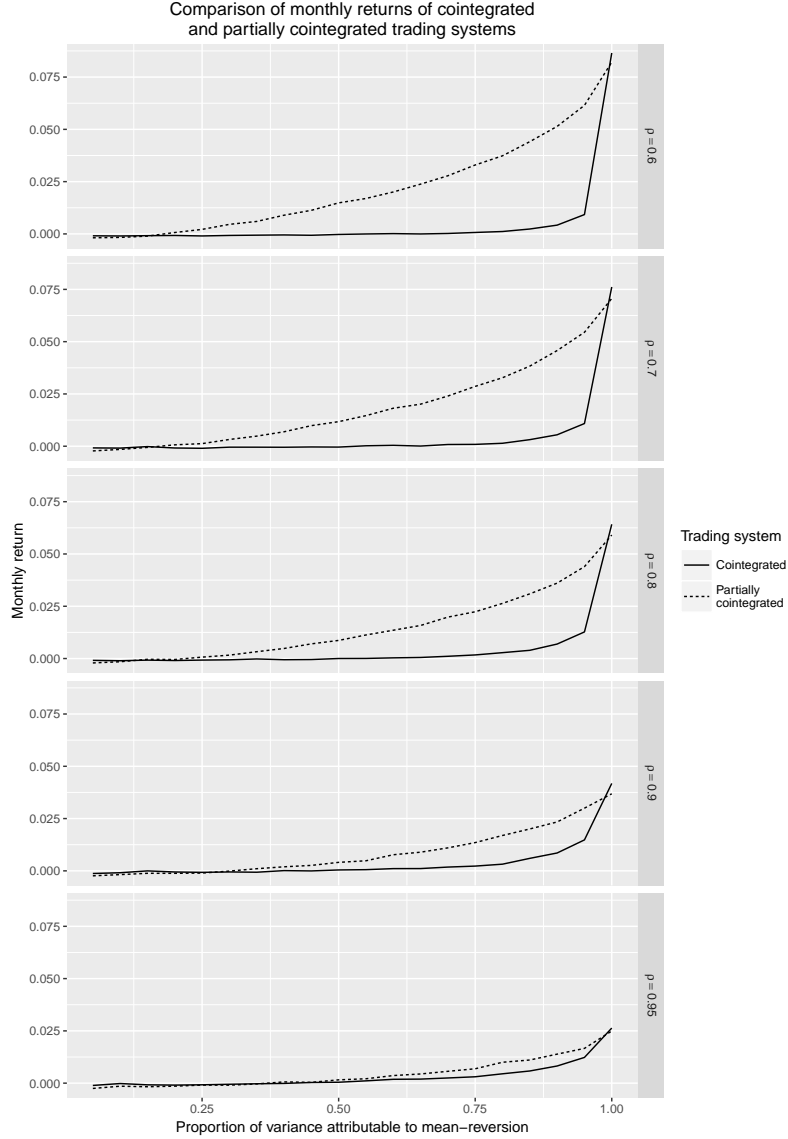 Comparison of monthly returns of cointegrated
and partially cointegrated trading systems
0.075
0.050
0.025
0.000
ρ = 0.6
0.075
0.050
0.025
0.000
ρ = 0.7
0.075
0.050
0.025
0.000
ρ = 0.8
0.075
0.050
0.025
0.000
ρ = 0.9
0.075
0.050
0.025
0.000
ρ = 0.95
0.25 0.50 0.75 1.00
Proportion of variance attributable to mean−reversion
Monthly return
Trading system
Cointegrated
Partially
cointegrated